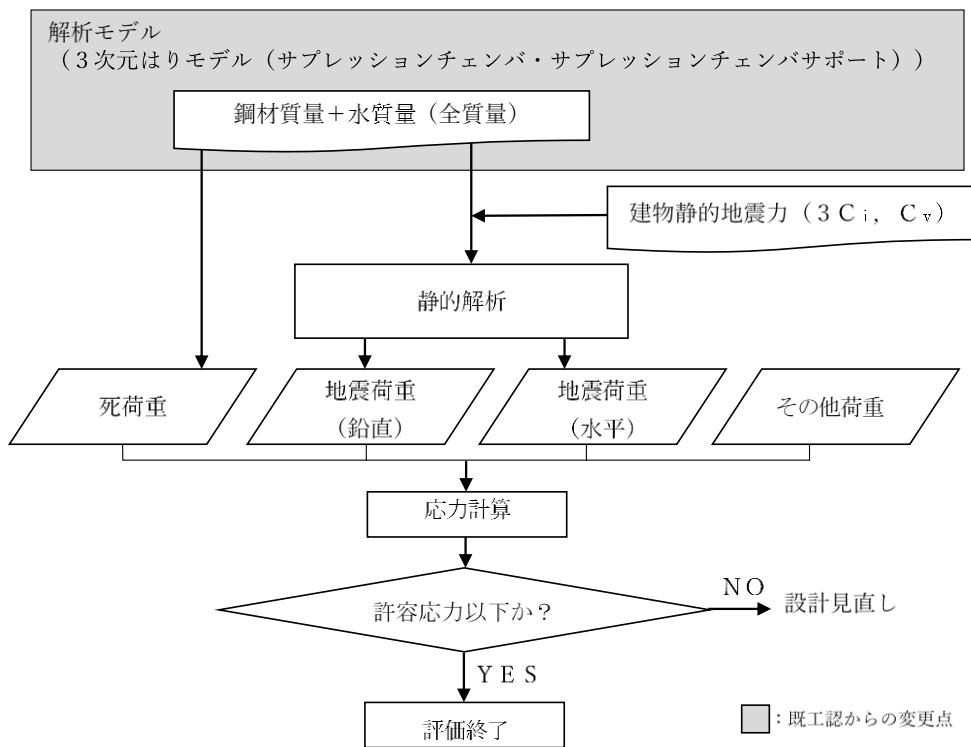 解析モデル
（３次元はりモデル（サプレッションチェンバ・サプレッションチェンバサポート））
鋼材質量＋水質量（全質量）
建物静的地震力（３Ｃｉ，Ｃｖ）
静的解析
死荷重
地震荷重
（鉛直）
地震荷重
（水平）
その他荷重
応力計算
許容応力以下か？
ＮＯ
設計見直し
ＹＥＳ
評価終了
：既工認からの変更点